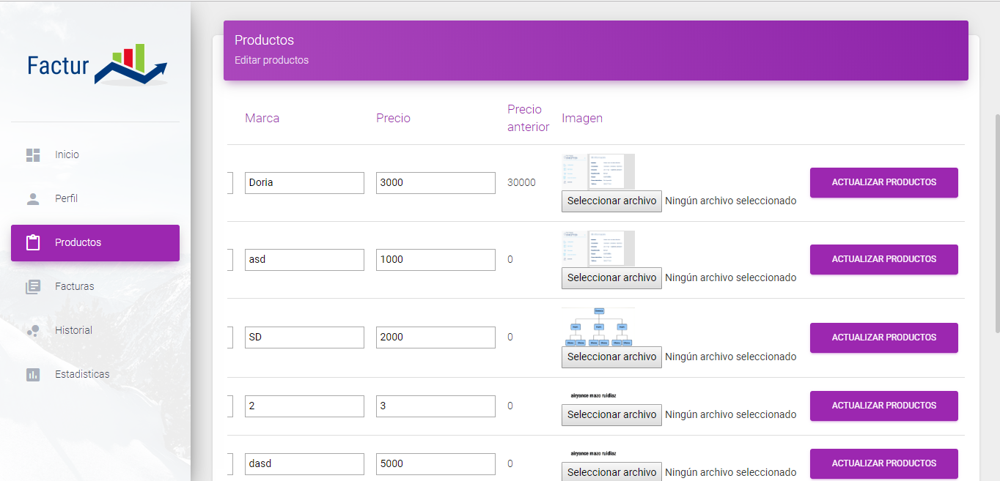 Factur
Inicio
Perfil
Productos
Facturas
Historial
Estadisticas
Productos
Editar productos
Marca Precio Precio anterior Imagen
Doria 3000 30000 Seleccionar archivo Ningún archivo seleccionado ACTUALIZAR PRODUCTOS
asd 1000 0 Seleccionar archivo Ningún archivo seleccionado ACTUALIZAR PRODUCTOS
SD 2000 0 Seleccionar archivo Ningún archivo seleccionado ACTUALIZAR PRODUCTOS
airyance mazo ruidiaz
2 3 0 Seleccionar archivo Ningún archivo seleccionado ACTUALIZAR PRODUCTOS
airyance mazo ruidiaz
dasd 5000 0 Seleccionar archivo Ningún archivo seleccionado ACTUALIZAR PRODUCTOS